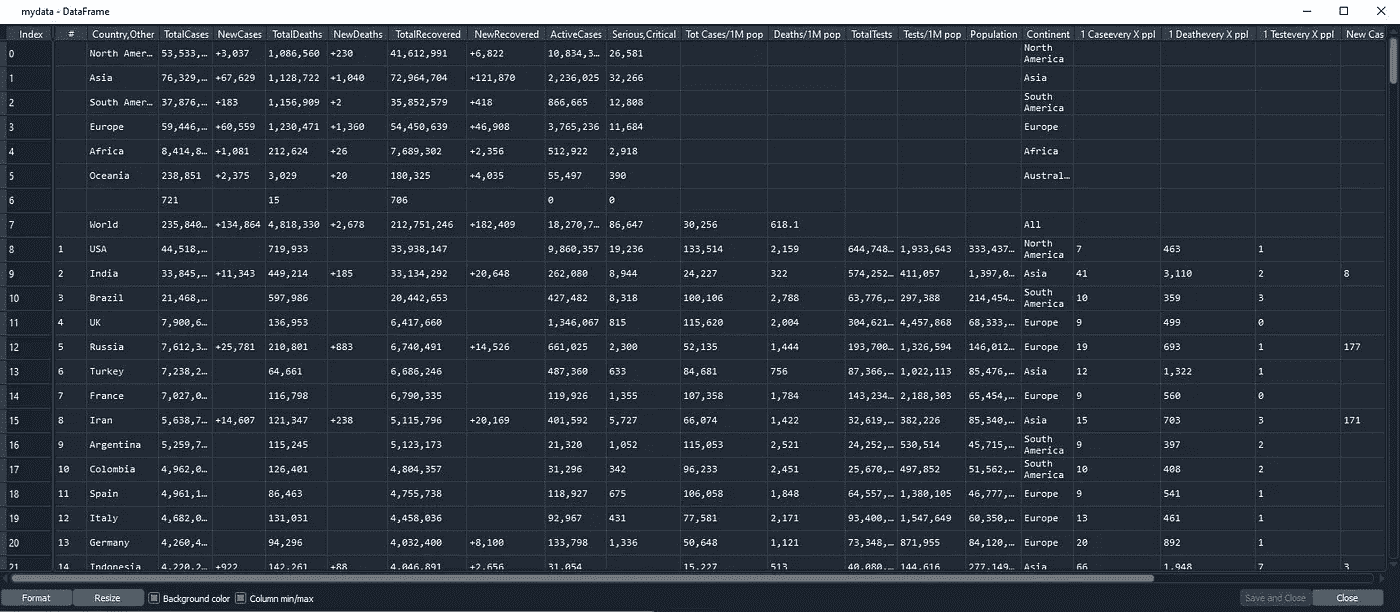 mydata - DataFrame
Index # Country,Other TotalCases NewCases TotalDeaths NewDeaths TotalRecovered NewRecovered ActiveCases Serious,Critical Tot Cases/1M pop Deaths/1M pop TotalTests Tests/1M pop Population Continent 1 Caseevery X ppl 1 Deathevery X ppl 1 Testevery X ppl New Cas
0 North Amer… 53,533,… +3,037 1,086,560 +230 41,612,991 +6,822 10,834,3… 26,581 North America
1 Asia 76,329,… +67,629 1,128,722 +1,040 72,964,704 +121,870 2,236,025 32,266 Asia
2 South Amer… 37,876,… +183 1,156,909 +2 35,852,579 +418 866,665 12,808 South America
3 Europe 59,446,… +60,559 1,230,471 +1,360 54,450,639 +46,908 3,765,236 11,684 Europe
4 Africa 8,414,8… +1,081 212,624 +26 7,689,302 +2,356 512,922 2,918 Africa
5 Oceania 238,851 +2,375 3,029 +20 180,325 +4,035 55,497 390 Austral…
6 721 15 706 0 0
7 World 235,840… +134,864 4,818,330 +2,678 212,751,246 +182,409 18,270,7… 86,647 30,256 618.1 All
8 1 USA 44,518,… 719,933 33,938,147 9,860,357 19,236 133,514 2,159 644,748… 1,933,643 333,437… North America 7 463 1
9 2 India 33,845,… +11,343 449,214 +185 33,134,292 +20,648 262,080 8,944 24,227 322 574,252… 411,057 1,397,0… Asia 41 3,110 2 8
10 3 Brazil 21,468,… 597,986 20,442,653 427,482 8,318 100,106 2,788 63,776,… 297,388 214,454… South America 10 359 3
11 4 UK 7,900,6… 136,953 6,417,660 1,346,067 815 115,620 2,004 304,621… 4,457,868 68,333,… Europe 9 499 0
12 5 Russia 7,612,3… +25,781 210,801 +883 6,740,491 +14,526 661,025 2,300 52,135 1,444 193,700… 1,326,594 146,012… Europe 19 693 1 177
13 6 Turkey 7,238,2… 64,661 6,686,246 487,360 633 84,681 756 87,366,… 1,022,113 85,476,… Asia 12 1,322 1
14 7 France 7,027,0… 116,798 6,790,335 119,926 1,355 107,358 1,784 143,234… 2,188,303 65,454,… Europe 9 560 0
15 8 Iran 5,638,7… +14,607 121,347 +238 5,115,796 +20,169 401,592 5,727 66,074 1,422 32,619,… 382,226 85,340,… Asia 15 703 3 171
16 9 Argentina 5,259,7… 115,245 5,123,173 21,320 1,052 115,053 2,521 24,252,… 530,514 45,715,… South America 9 397 2
17 10 Colombia 4,962,0… 126,401 4,804,357 31,296 342 96,233 2,451 25,670,… 497,852 51,562,… South America 10 408 2
18 11 Spain 4,961,1… 86,463 4,755,738 118,927 675 106,058 1,848 64,557,… 1,380,105 46,777,… Europe 9 541 1
19 12 Italy 4,682,0… 131,031 4,458,036 92,967 431 77,581 2,171 93,400,… 1,547,649 60,350,… Europe 13 461 1
20 13 Germany 4,260,4… 94,296 4,032,400 +8,100 133,798 1,336 50,648 1,121 73,348,… 871,955 84,120,… Europe 20 892 1
21 14 Indonesia 4,220,2… +922 142,261 +88 4,046,891 +2,656 31,054 15,227 513 40,080,… 144,616 277,149… Asia 66 1,948 7 3
Format Resize Background color Column min/max Save and Close Close